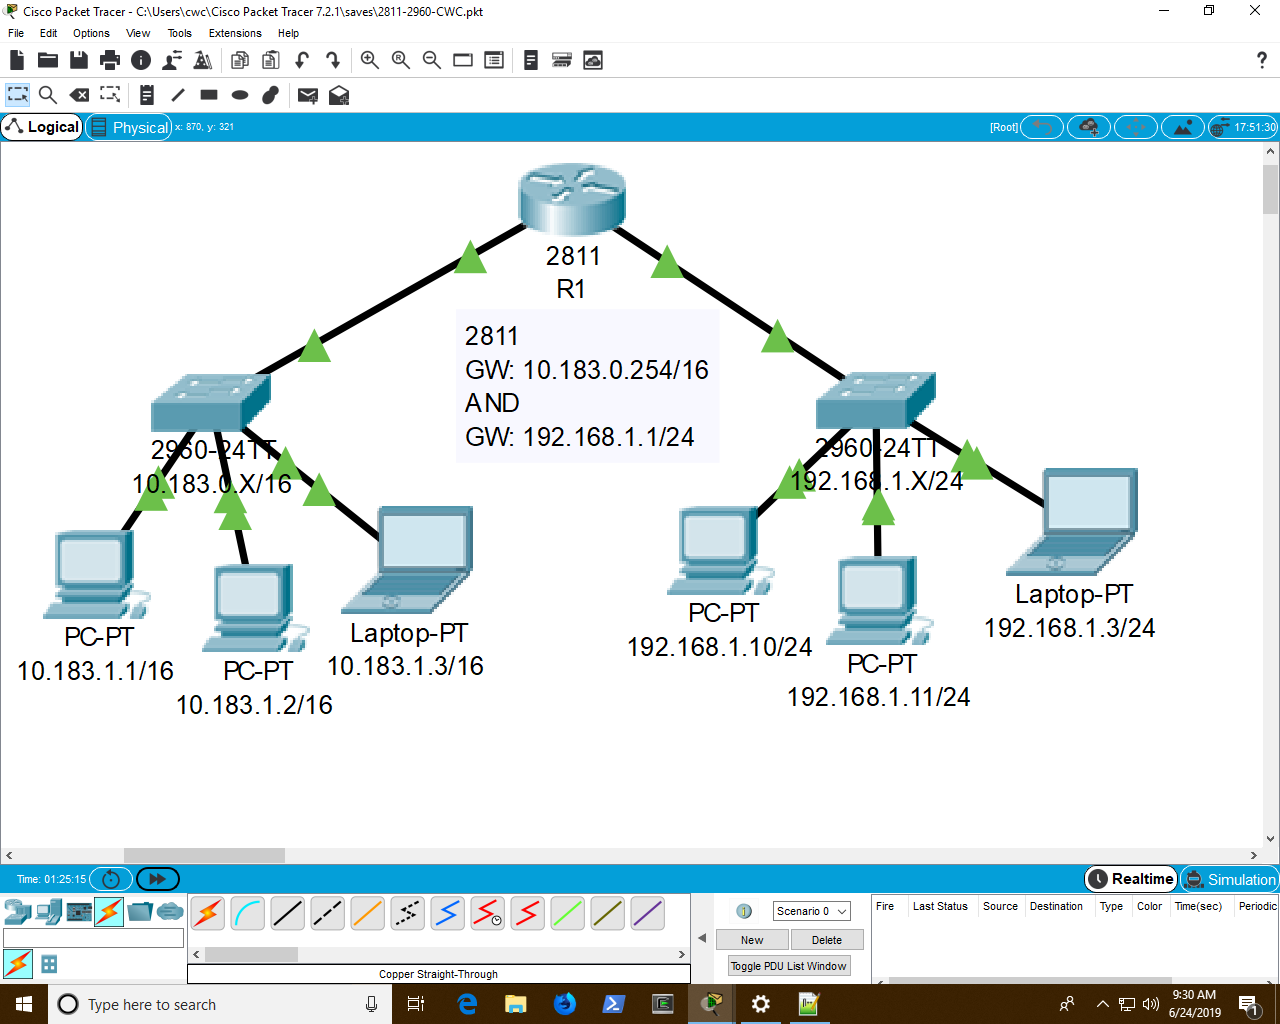 Cisco Packet Tracer - C:\Users\cwc\Cisco Packet Tracer 7.2.1\saves\2811-2960-CWC.pkt
File Edit Options View Tools Extensions Help
Logical Physical x: 870, y: 321 [Root] 17:51:30
2811
R1
2811
GW: 10.183.0.254/16
AND
GW: 192.168.1.1/24
2960-24TT
10.183.0.X/16
2960-24TT
192.168.1.X/24
PC-PT
10.183.1.1/16
PC-PT
10.183.1.2/16
Laptop-PT
10.183.1.3/16
PC-PT
192.168.1.10/24
PC-PT
192.168.1.11/24
Laptop-PT
192.168.1.3/24
Time: 01:25:15 Realtime Simulation
Scenario 0
New Delete
Toggle PDU List Window
Fire Last Status Source Destination Type Color Time(sec) Periodic
Copper Straight-Through
Type here to search
9:30 AM
6/24/2019
1